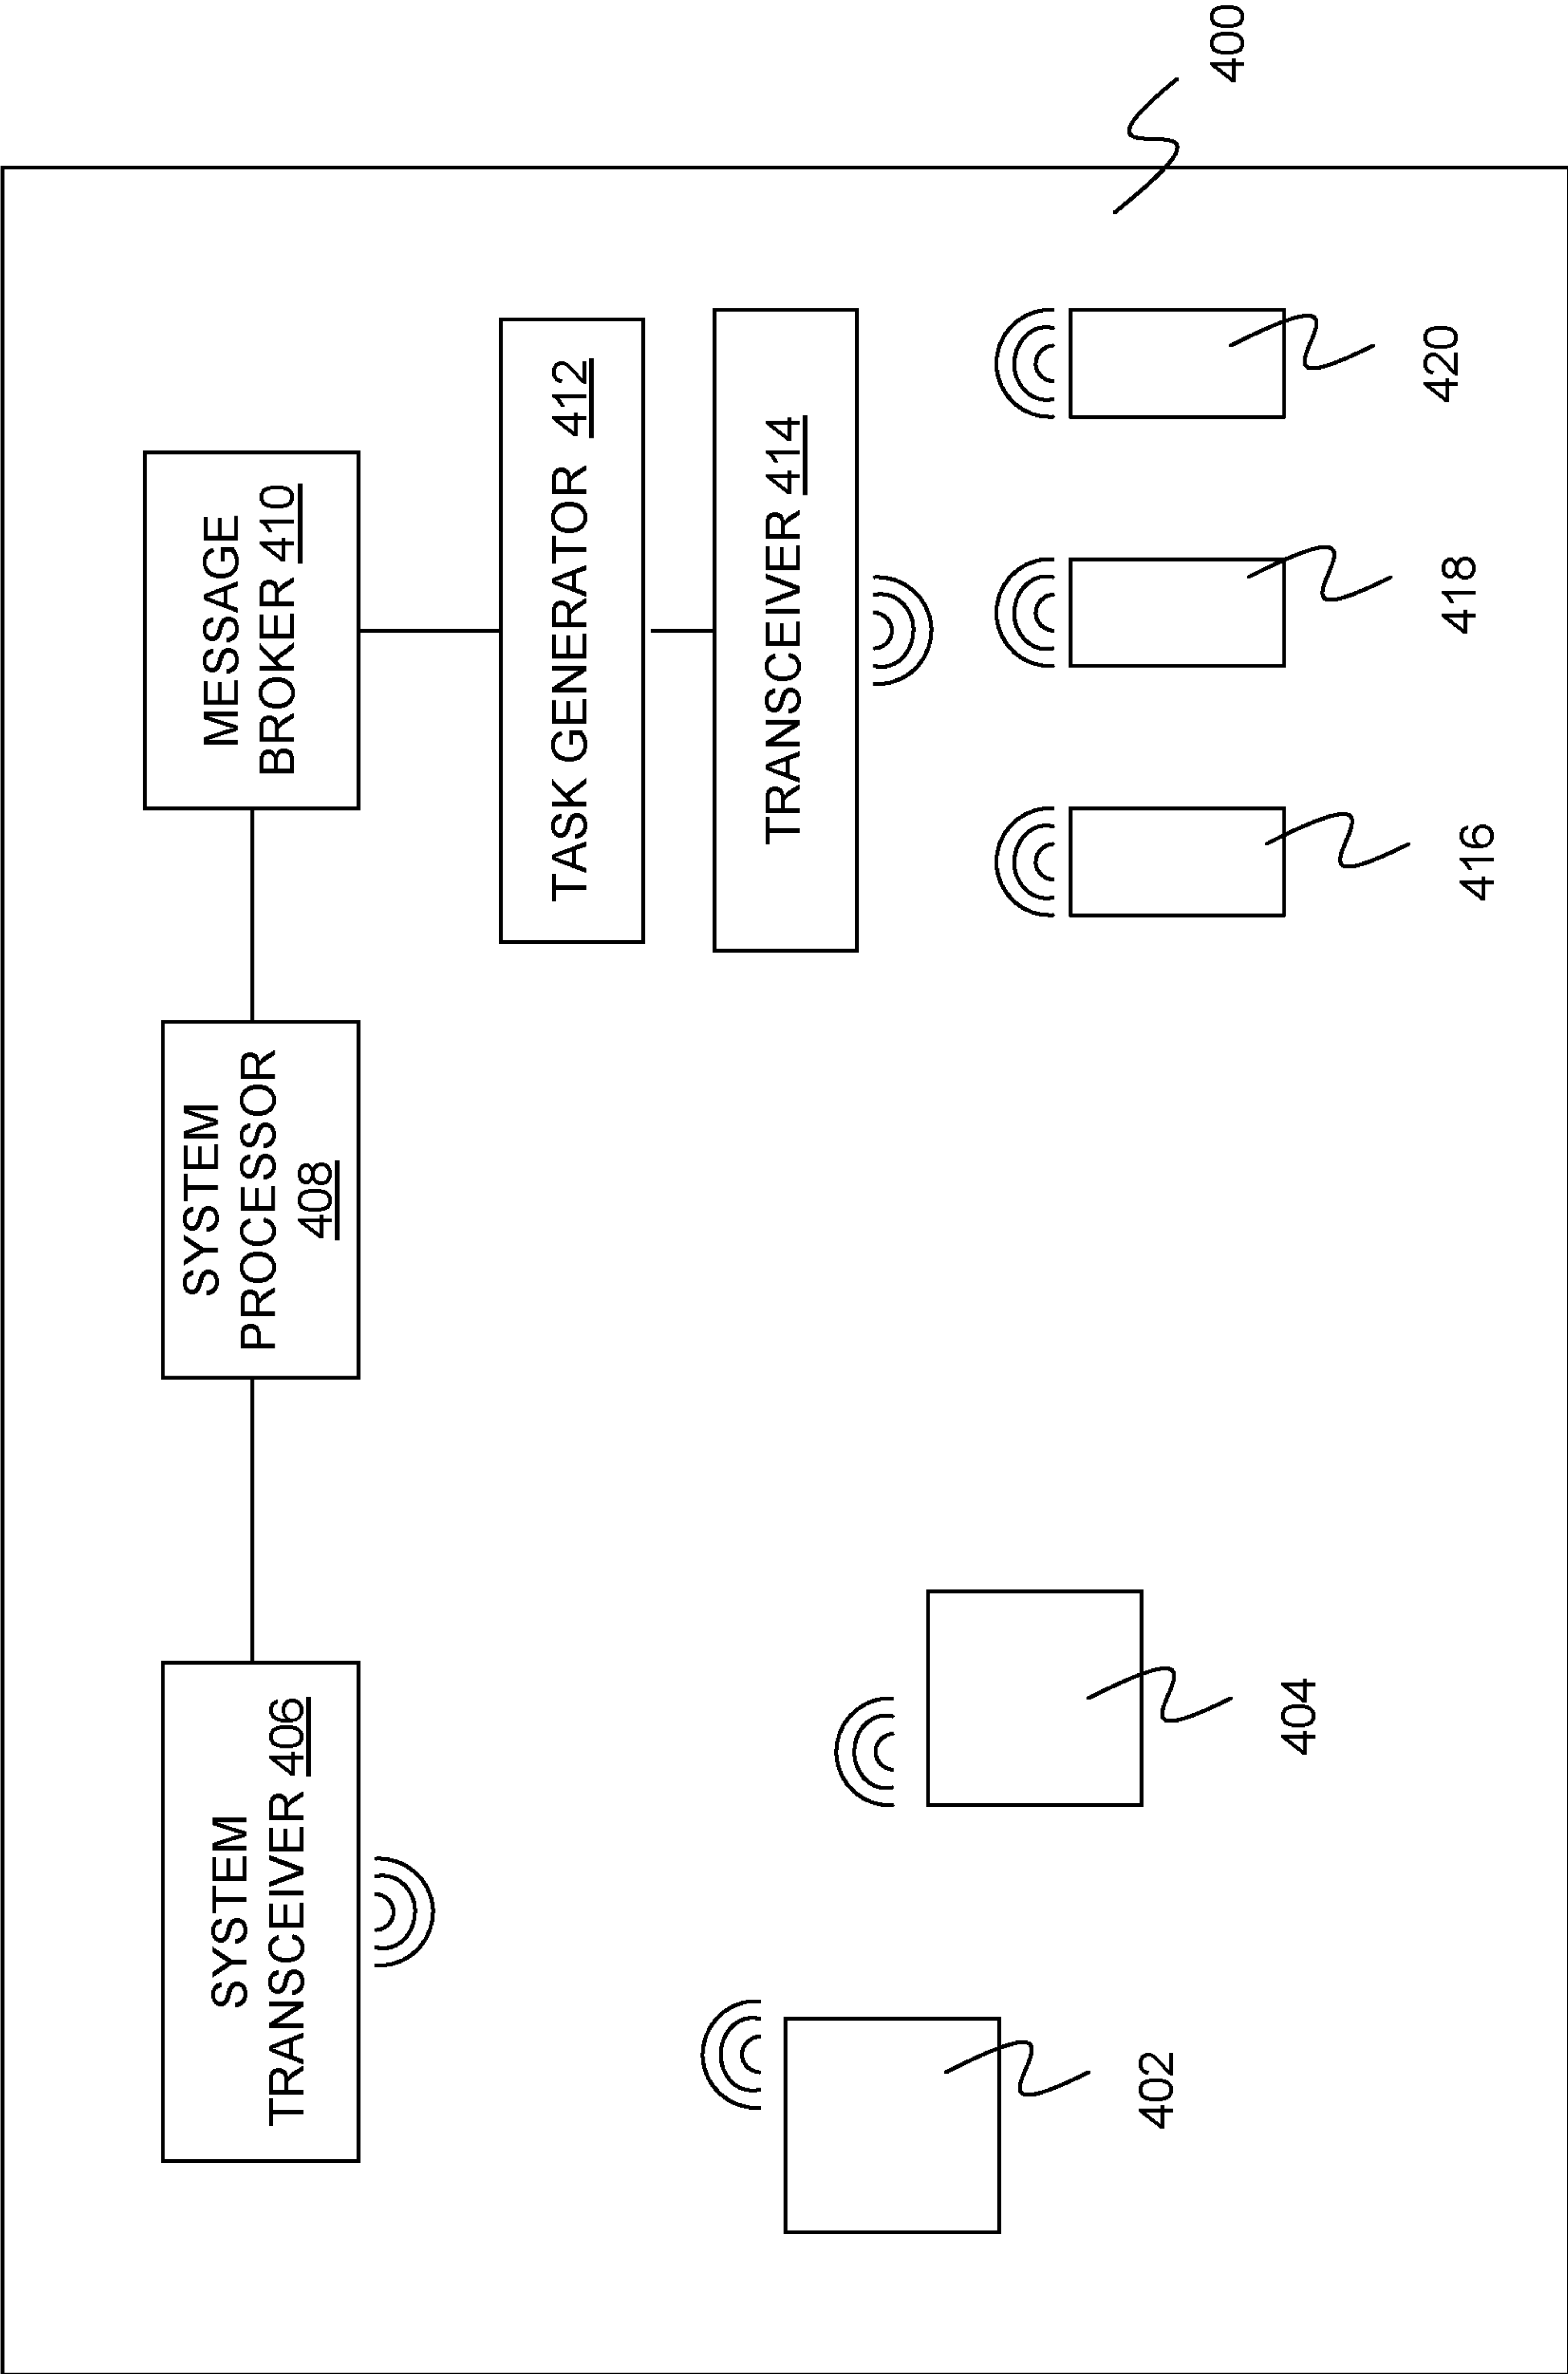 SYSTEM
TRANSCEIVER 406
SYSTEM
PROCESSOR
408
MESSAGE
BROKER 410
TASK GENERATOR 412
TRANSCEIVER 414
402
404
416
418
420
400